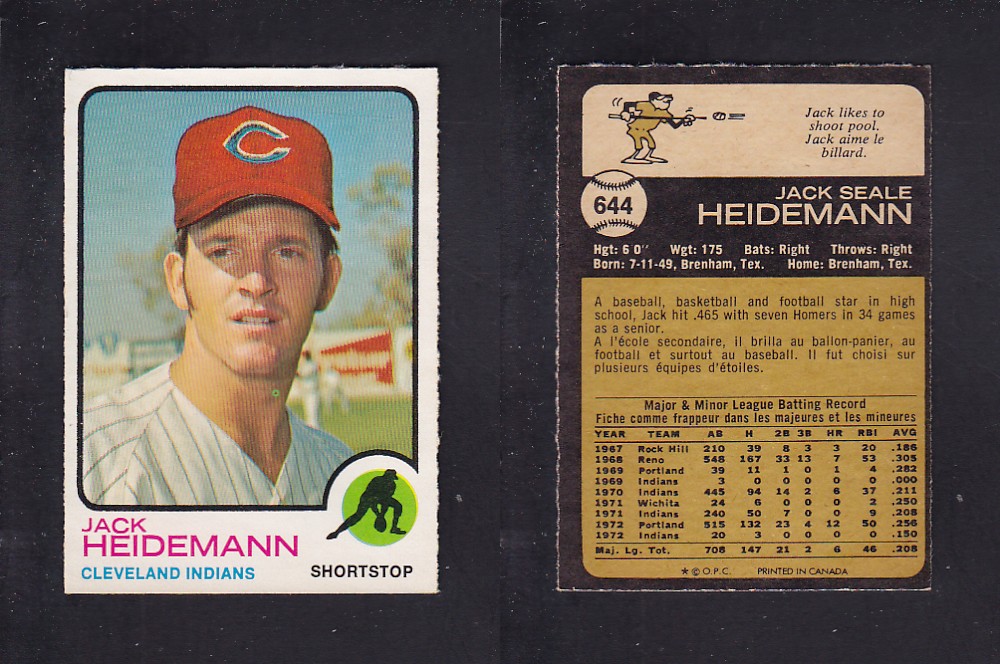 C
JACK
HEIDEMANN
CLEVELAND INDIANS
SHORTSTOP
Jack likes to
shoot pool.
Jack aime le
billard.
644
JACK SEALE
HEIDEMANN
Hgt: 6 0" Wgt: 175 Bats: Right Throws: Right
Born: 7-11-49, Brenham, Tex. Home: Brenham, Tex.
A baseball, basketball and football star in high
school, Jack hit .465 with seven Homers in 34 games
as a senior.
A l'école secondaire, il brilla au ballon-panier, au
football et surtout au baseball. Il fut choisi sur
plusieurs équipes d'étoiles.
Major & Minor League Batting Record
Fiche comme frappeur dans les majeures et les mineures
YEAR TEAM AB H 2B 3B HR RBI AVG
1967 Rock Hill 210 39 8 3 3 20 .186
1968 Reno 548 167 33 13 7 53 .305
1969 Portland 39 11 1 0 1 4 .282
1969 Indians 3 0 0 0 0 0 .000
1970 Indians 445 94 14 2 6 37 .211
1971 Wichita 24 6 0 0 0 2 .250
1971 Indians 240 50 7 0 0 9 .208
1972 Portland 515 132 23 4 12 50 .256
1972 Indians 20 3 0 0 0 0 .150
Maj. Lg. Tot. 708 147 21 2 6 46 .208
★ © O.P.C. PRINTED IN CANADA